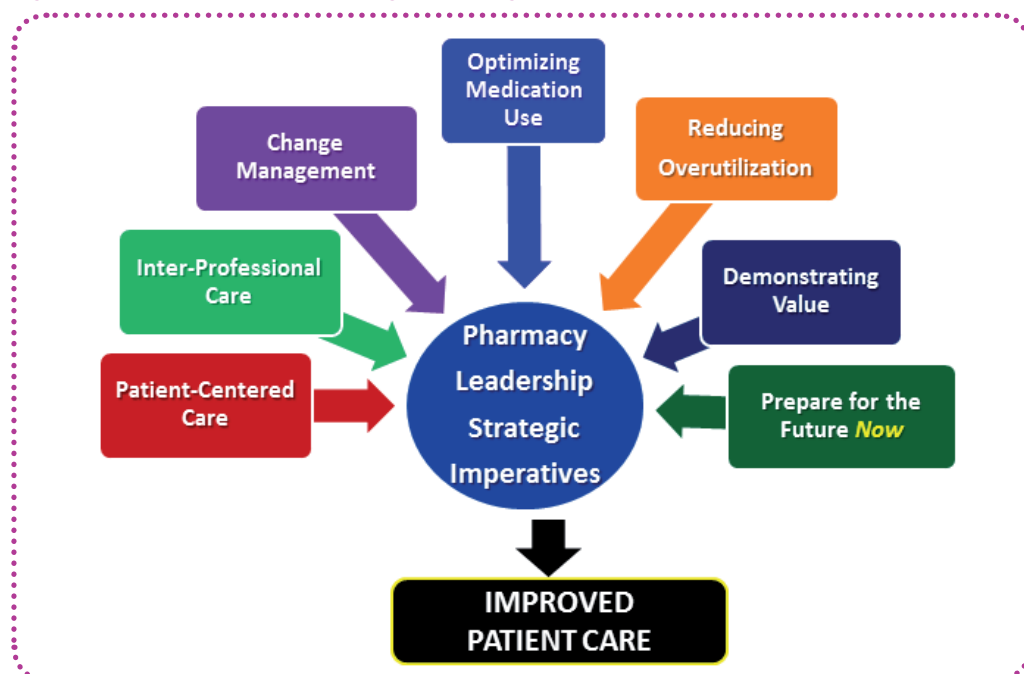 Optimizing
Medication
Use
Change
Management
Reducing
Overutilization
Inter-Professional
Care
Demonstrating
Value
Patient-Centered
Care
Prepare for the
Future Now
Pharmacy
Leadership
Strategic
Imperatives
IMPROVED
PATIENT CARE